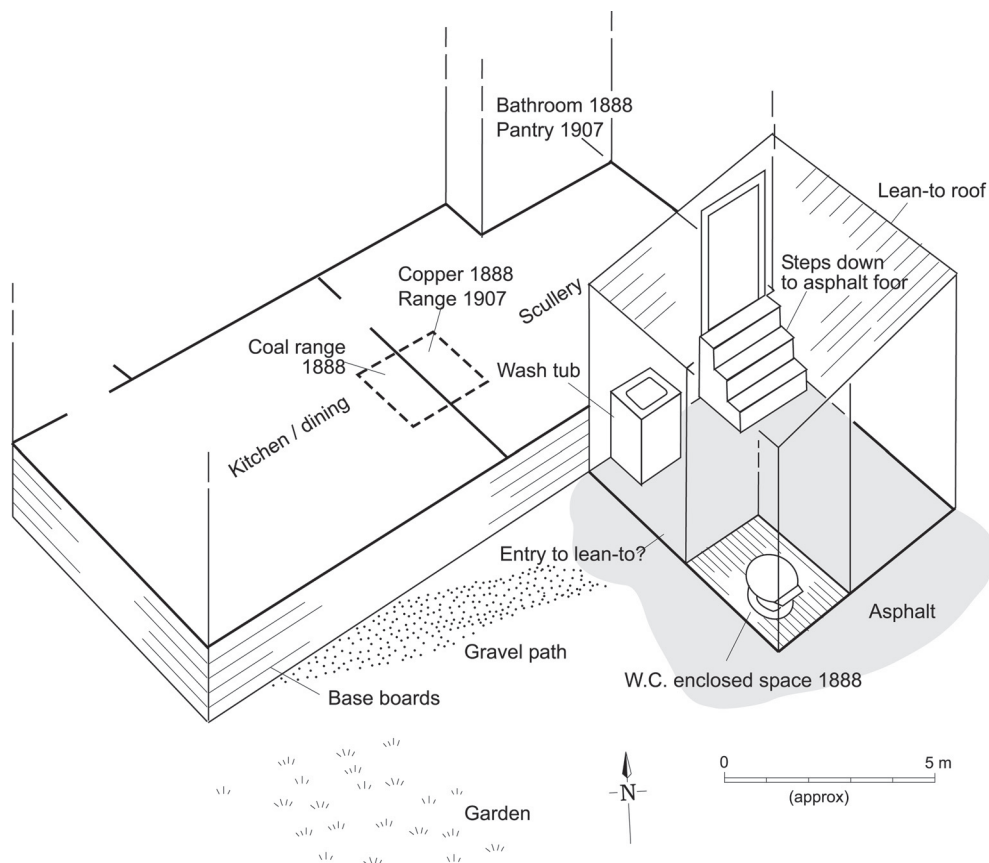 Bathroom 1888
Pantry 1907
Lean-to roof
Copper 1888
Range 1907
Scullery
Steps down
to asphalt foor
Coal range
1888
Wash tub
Kitchen / dining
Entry to lean-to?
Asphalt
Gravel path
W.C. enclosed space 1888
Base boards
N
0
5 m
(approx)
Garden